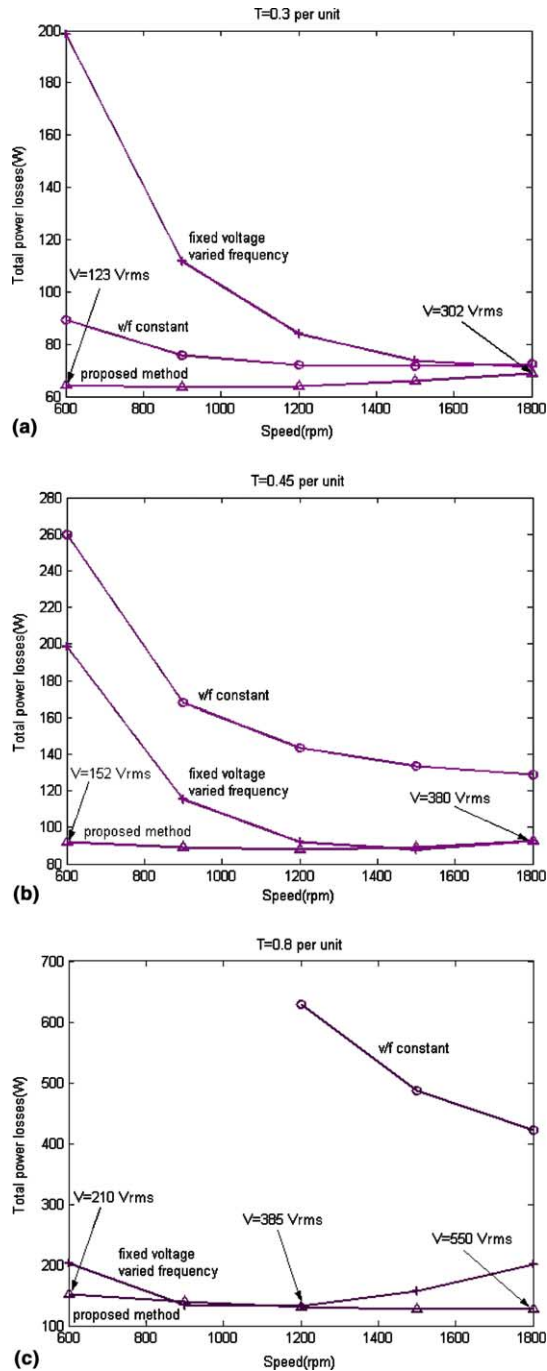 T=0.3 per unit
200
180
160
140
120
100
80
60
Total power losses(W)
fixed voltage
varied frequency
V=123 Vrms
V=302 Vrms
v/f constant
proposed method
600
800
1000
1200
1400
1600
1800
Speed(rpm)
(a)
T=0.45 per unit
280
260
240
220
200
180
160
140
120
100
80
Total power losses(W)
v/f constant
fixed voltage
varied frequency
V=152 Vrms
V=380 Vrms
proposed method
600
800
1000
1200
1400
1600
1800
Speed(rpm)
(b)
T=0.8 per unit
700
600
500
400
300
200
100
Total power losses(W)
v/f constant
V=210 Vrms
V=385 Vrms
V=550 Vrms
fixed voltage
varied frequency
proposed method
600
800
1000
1200
1400
1600
1800
Speed(rpm)
(c)